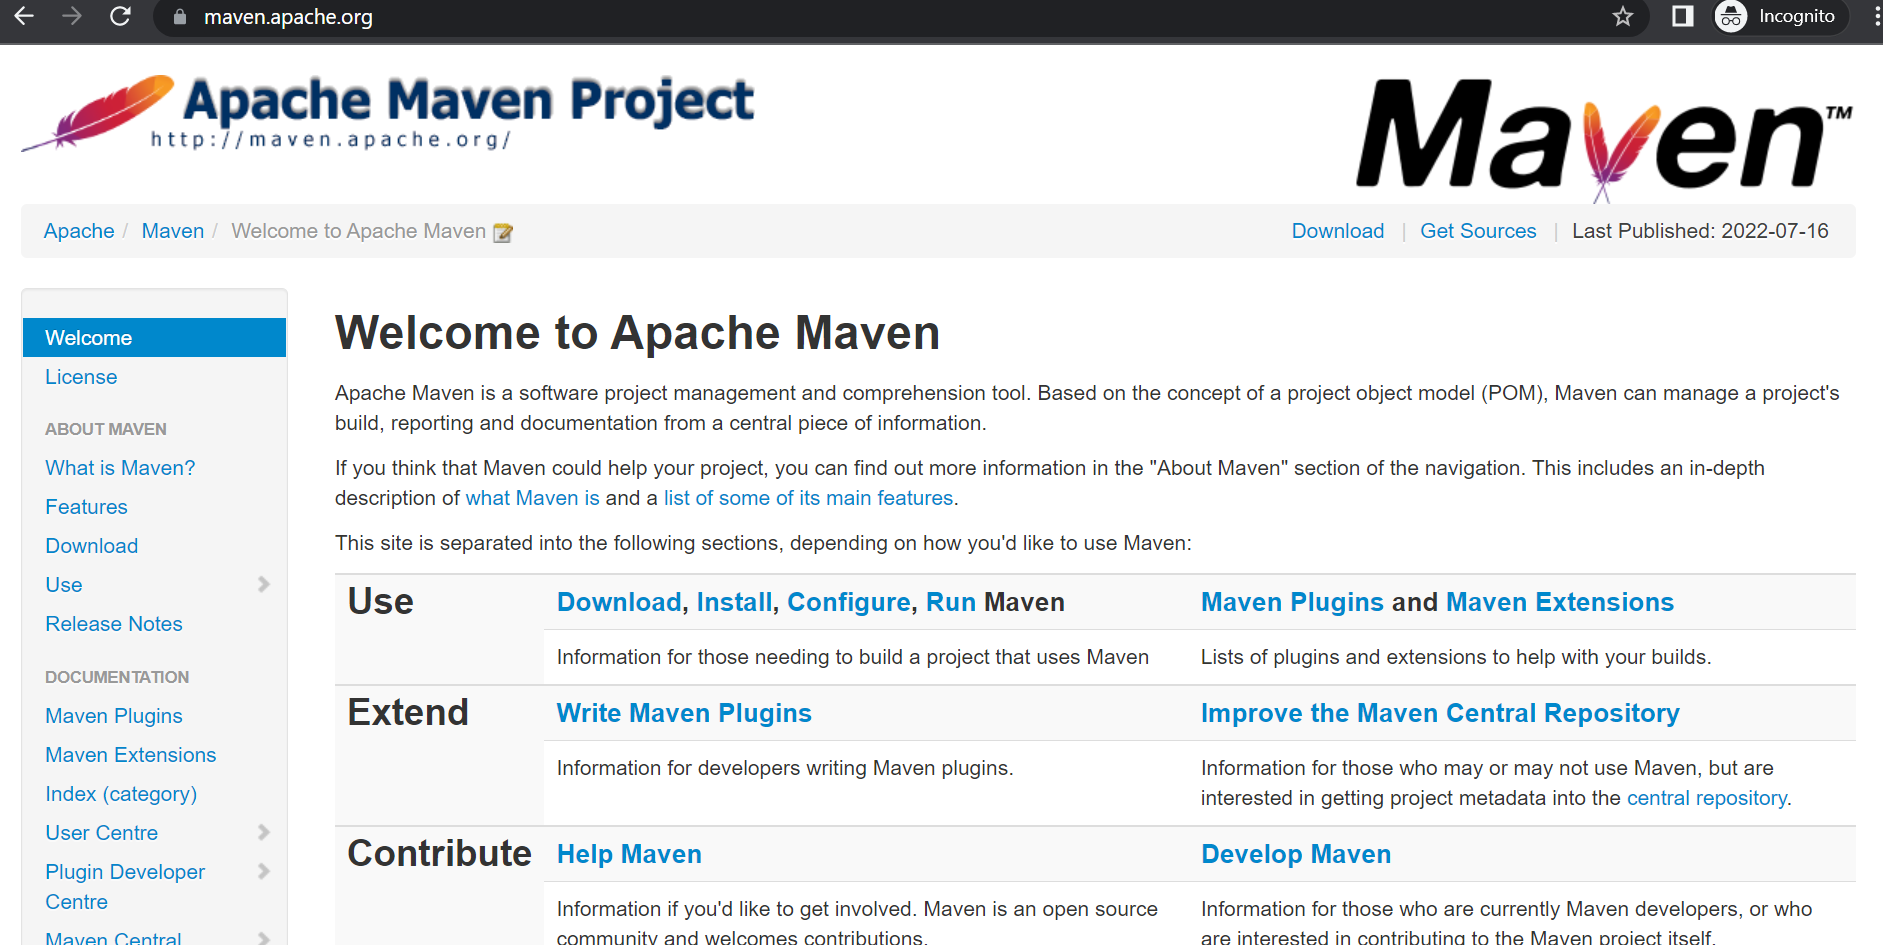 maven.apache.org
Incognito
Apache Maven Project
http://maven.apache.org/
Maven™
Apache / Maven / Welcome to Apache Maven
Download | Get Sources | Last Published: 2022-07-16
Welcome
License
ABOUT MAVEN
What is Maven?
Features
Download
Use
Release Notes
DOCUMENTATION
Maven Plugins
Maven Extensions
Index (category)
User Centre
Plugin Developer
Centre
Maven Central
Welcome to Apache Maven
Apache Maven is a software project management and comprehension tool. Based on the concept of a project object model (POM), Maven can manage a project's
build, reporting and documentation from a central piece of information.
If you think that Maven could help your project, you can find out more information in the "About Maven" section of the navigation. This includes an in-depth
description of what Maven is and a list of some of its main features.
This site is separated into the following sections, depending on how you'd like to use Maven:
Use
Download, Install, Configure, Run Maven
Maven Plugins and Maven Extensions
Information for those needing to build a project that uses Maven
Lists of plugins and extensions to help with your builds.
Extend
Write Maven Plugins
Improve the Maven Central Repository
Information for developers writing Maven plugins.
Information for those who may or may not use Maven, but are
interested in getting project metadata into the central repository.
Contribute
Help Maven
Develop Maven
Information if you'd like to get involved. Maven is an open source
community and welcomes contributions.
Information for those who are currently Maven developers, or who
are interested in contributing to the Maven project itself.